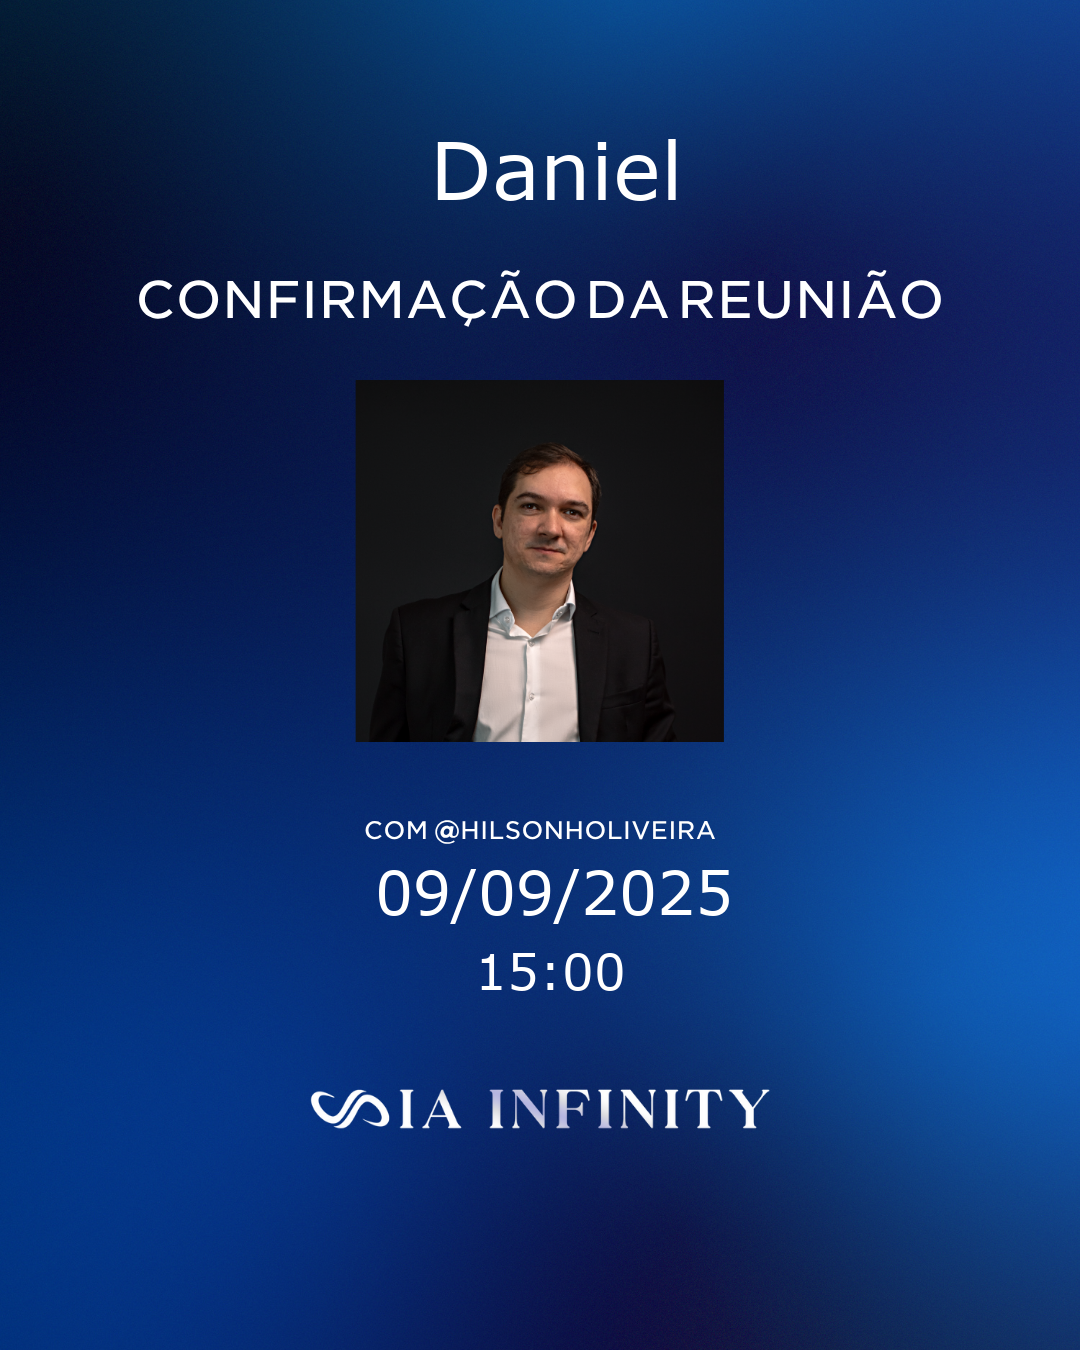 Daniel
CONFIRMAÇÃO DA REUNIÃO
COM @HILSONHOLIVEIRA
09/09/2025
15:00
IA INFINITY